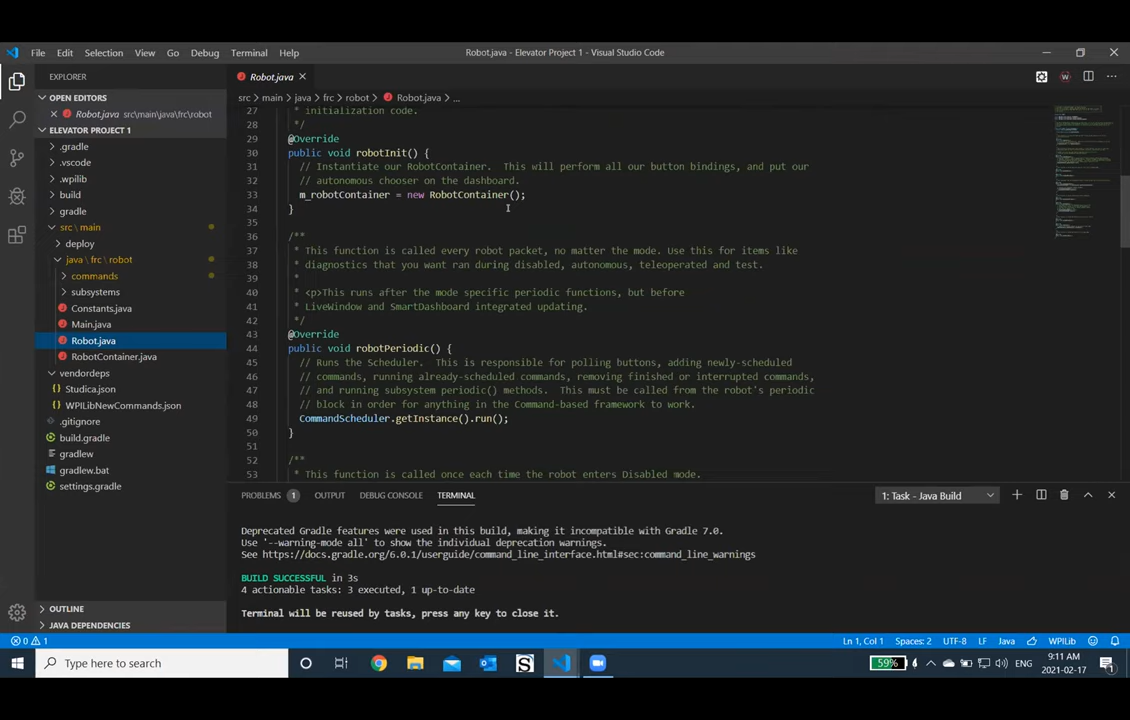 File Edit Selection View Go Debug Terminal Help
Robot.java - Elevator Project 1 - Visual Studio Code
EXPLORER
OPEN EDITORS
Robot.java src\main\java\frc\robot
ELEVATOR PROJECT 1
.gradle
.vscode
.wpilib
build
gradle
src \ main
deploy
java \ frc \ robot
commands
subsystems
Constants.java
Main.java
Robot.java
RobotContainer.java
vendordeps
Studica.json
WPILibNewCommands.json
.gitignore
build.gradle
gradlew
gradlew.bat
settings.gradle
OUTLINE
JAVA DEPENDENCIES
Robot.java
src > main > java > frc > robot > Robot.java > ...
27 * initialization code.
28 */
29 @Override
30 public void robotInit() {
31 // Instantiate our RobotContainer. This will perform all our button bindings, and put our
32 // autonomous chooser on the dashboard.
33 m_robotContainer = new RobotContainer();
34 }
35
36 /**
37 * This function is called every robot packet, no matter the mode. Use this for items like
38 * diagnostics that you want ran during disabled, autonomous, teleoperated and test.
39 *
40 * <p>This runs after the mode specific periodic functions, but before
41 * LiveWindow and SmartDashboard integrated updating.
42 */
43 @Override
44 public void robotPeriodic() {
45 // Runs the Scheduler. This is responsible for polling buttons, adding newly-scheduled
46 // commands, running already-scheduled commands, removing finished or interrupted commands,
47 // and running subsystem periodic() methods. This must be called from the robot's periodic
48 // block in order for anything in the Command-based framework to work.
49 CommandScheduler.getInstance().run();
50 }
51
52 /**
53 * This function is called once each time the robot enters Disabled mode.
PROBLEMS 1 OUTPUT DEBUG CONSOLE TERMINAL
1: Task - Java Build
Deprecated Gradle features were used in this build, making it incompatible with Gradle 7.0.
Use '--warning-mode all' to show the individual deprecation warnings.
See https://docs.gradle.org/6.0.1/userguide/command_line_interface.html#sec:command_line_warnings
BUILD SUCCESSFUL in 3s
4 actionable tasks: 3 executed, 1 up-to-date
Terminal will be reused by tasks, press any key to close it.
0 1
Ln 1, Col 1 Spaces: 2 UTF-8 LF Java WPILib
Type here to search
59%
ENG
9:11 AM
2021-02-17
1